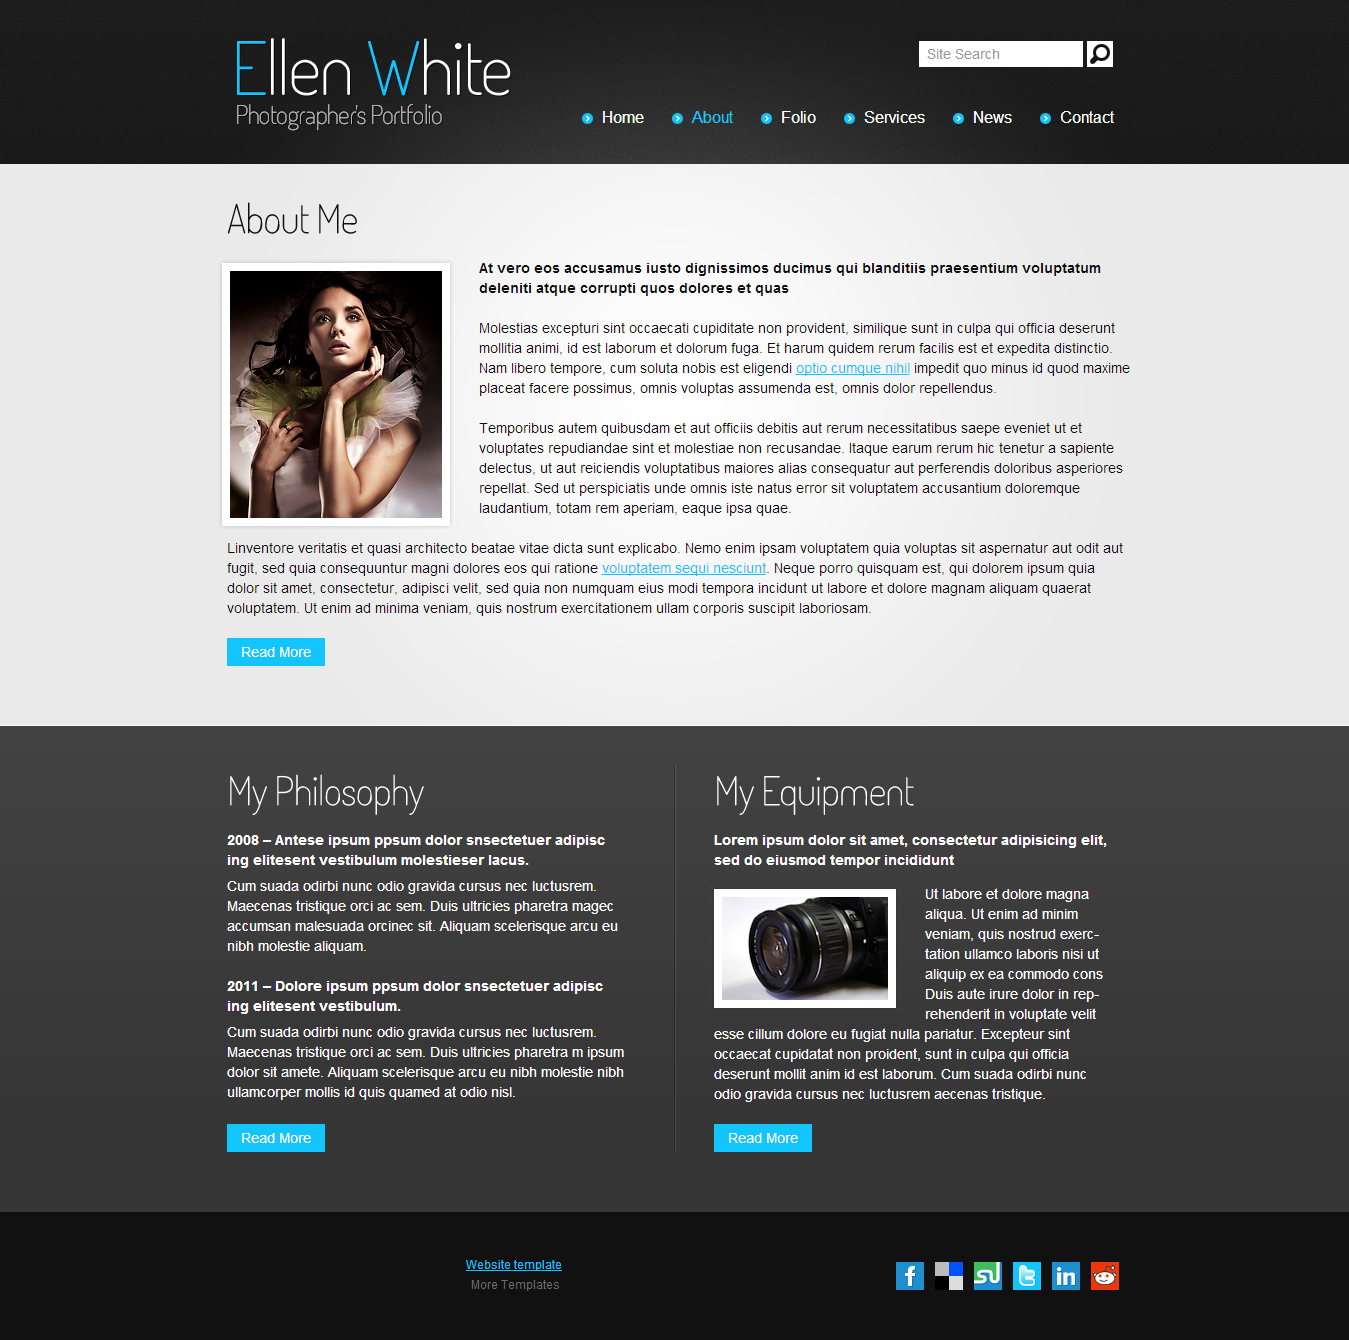 Ellen White
Photographer's Portfolio
Site Search
Home
About
Folio
Services
News
Contact
About Me
At vero eos accusamus iusto dignissimos ducimus qui blanditiis praesentium voluptatum
deleniti atque corrupti quos dolores et quas
Molestias excepturi sint occaecati cupiditate non provident, similique sunt in culpa qui officia deserunt
mollitia animi, id est laborum et dolorum fuga. Et harum quidem rerum facilis est et expedita distinctio.
Nam libero tempore, cum soluta nobis est eligendi optio cumque nihil impedit quo minus id quod maxime
placeat facere possimus, omnis voluptas assumenda est, omnis dolor repellendus.
Temporibus autem quibusdam et aut officiis debitis aut rerum necessitatibus saepe eveniet ut et
voluptates repudiandae sint et molestiae non recusandae. Itaque earum rerum hic tenetur a sapiente
delectus, ut aut reiciendis voluptatibus maiores alias consequatur aut perferendis doloribus asperiores
repellat. Sed ut perspiciatis unde omnis iste natus error sit voluptatem accusantium doloremque
laudantium, totam rem aperiam, eaque ipsa quae.
Linventore veritatis et quasi architecto beatae vitae dicta sunt explicabo. Nemo enim ipsam voluptatem quia voluptas sit aspernatur aut odit aut
fugit, sed quia consequuntur magni dolores eos qui ratione voluptatem sequi nesciunt. Neque porro quisquam est, qui dolorem ipsum quia
dolor sit amet, consectetur, adipisci velit, sed quia non numquam eius modi tempora incidunt ut labore et dolore magnam aliquam quaerat
voluptatem. Ut enim ad minima veniam, quis nostrum exercitationem ullam corporis suscipit laboriosam.
Read More
My Philosophy
2008 – Antese ipsum ppsum dolor snsectetuer adipisc
ing elitesent vestibulum molestieser lacus.
Cum suada odirbi nunc odio gravida cursus nec luctusrem.
Maecenas tristique orci ac sem. Duis ultricies pharetra magec
accumsan malesuada orcinec sit. Aliquam scelerisque arcu eu
nibh molestie aliquam.
2011 – Dolore ipsum ppsum dolor snsectetuer adipisc
ing elitesent vestibulum.
Cum suada odirbi nunc odio gravida cursus nec luctusrem.
Maecenas tristique orci ac sem. Duis ultricies pharetra m ipsum
dolor sit amete. Aliquam scelerisque arcu eu nibh molestie nibh
ullamcorper mollis id quis quamed at odio nisl.
Read More
My Equipment
Lorem ipsum dolor sit amet, consectetur adipisicing elit,
sed do eiusmod tempor incididunt
Ut labore et dolore magna
aliqua. Ut enim ad minim
veniam, quis nostrud exerc-
tation ullamco laboris nisi ut
aliquip ex ea commodo cons
Duis aute irure dolor in rep-
rehenderit in voluptate velit
esse cillum dolore eu fugiat nulla pariatur. Excepteur sint
occaecat cupidatat non proident, sunt in culpa qui officia
deserunt mollit anim id est laborum. Cum suada odirbi nunc
odio gravida cursus nec luctusrem aecenas tristique.
Read More
Website template
More Templates